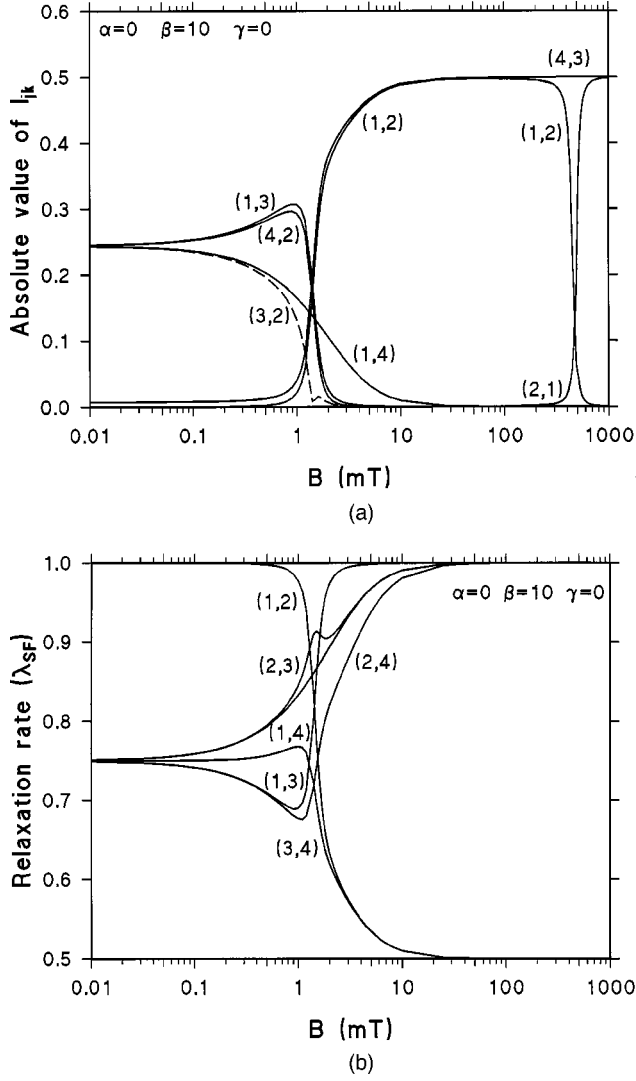 0.6
α=0 β=10 γ=0
(4,3)
0.5
(1,2)
(1,2)
0.4
(1,3)
0.3
(4,2)
0.2
(3,2)
(1,4)
0.1
(2,1)
0.0
0.01 0.1 1 10 100 1000
Absolute value of I_jk
B (mT)
(a)
1.0
α=0 β=10 γ=0
(1,2)
0.9
(2,3)
(2,4)
0.8
(1,4)
(1,3)
0.7
(3,4)
0.6
0.5
0.01 0.1 1 10 100 1000
Relaxation rate (λ_SF)
B (mT)
(b)